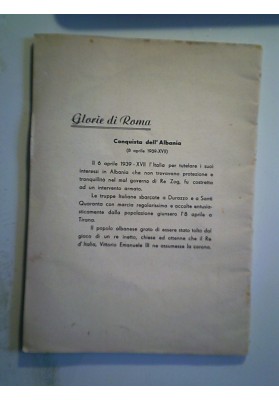 Glorie di Roma
Conquista dell'Albania
(6 aprile 1939-XVII)
Il 6 aprile 1939-XVII l'Italia per tutelare i suoi
interessi in Albania che non trovavano protezione e
tranquillità nel mal governo di Re Zog, fu costretta
ad un intervento armato.
Le truppe italiane sbarcate a Durazzo e a Santi
Quaranta con marcia regolarissima e accolte entusia-
sticamente dalla popolazione giunsero l'8 aprile a
Tirana.
Il popolo albanese grato di essere stato tolto dal
gioco di un re inetto; chiese ed ottenne che il Re
d'Italia, Vittorio Emanuele III ne assumesse la corona.